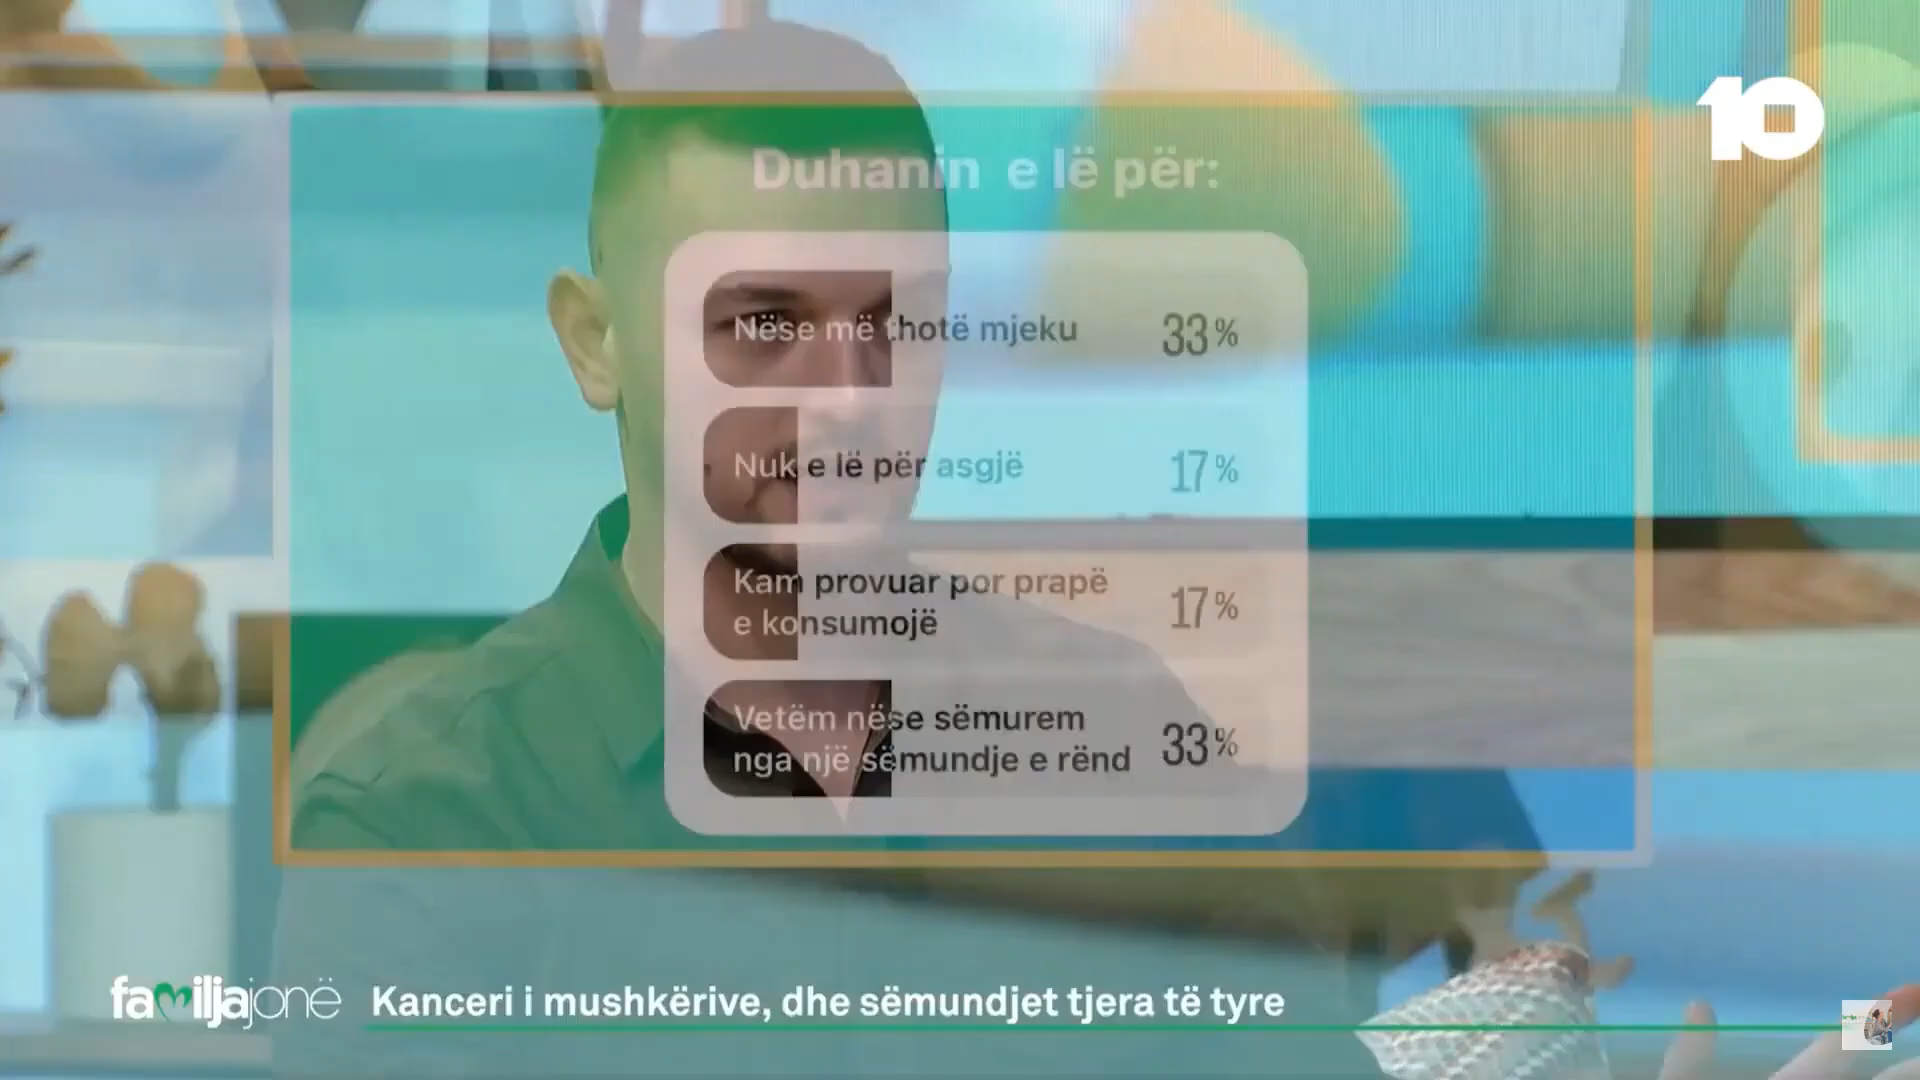 10
Duhanin e lë për:
Nëse më thotë mjeku 33%
Nuk e lë për asgjë 17%
Kam provuar por prapë
e konsumojë 17%
Vetëm nëse sëmurem
nga një sëmundje e rënd 33%
familjajonë Kanceri i mushkërive, dhe sëmundjet tjera të tyre